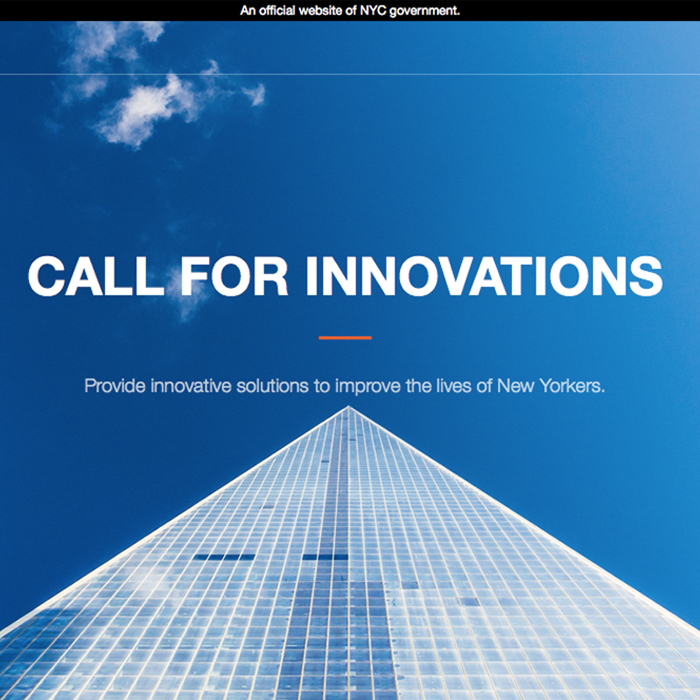 An official website of NYC government.
CALL FOR INNOVATIONS
Provide innovative solutions to improve the lives of New Yorkers.